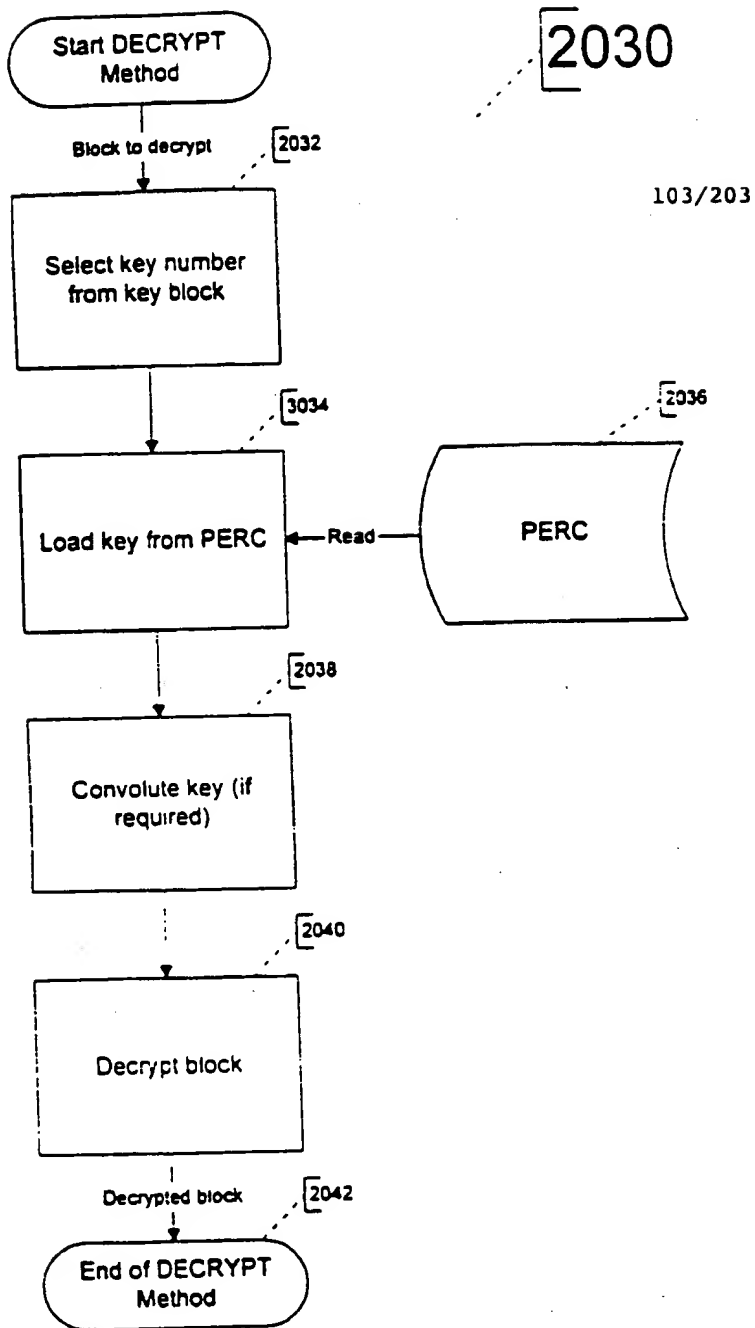 Start DECRYPT
Method
2030
Block to decrypt
2032
103/203
Select key number
from key block
3034
2036
Load key from PERC
Read
PERC
2038
Convolute key (if
required)
2040
Decrypt block
Decrypted block
2042
End of DECRYPT
Method